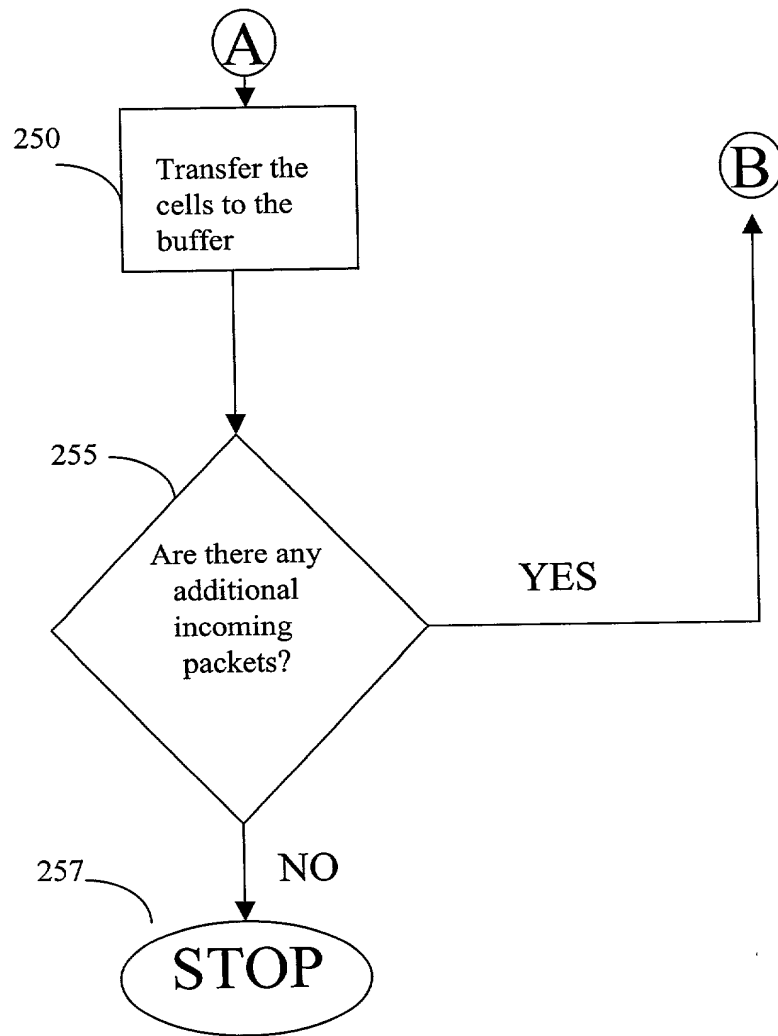 A
250
Transfer the
cells to the
buffer
B
255
Are there any
additional
incoming
packets?
YES
NO
257
STOP